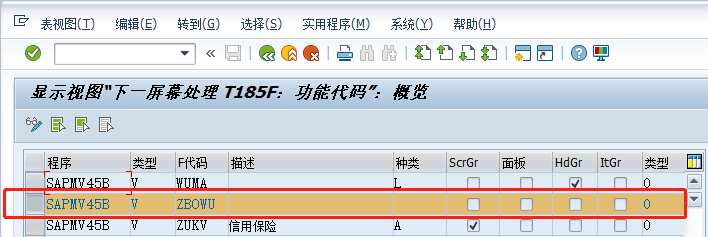 表视图(T) 编辑(E) 转到(G) 选择(S) 实用程序(M) 系统(Y) 帮助(H)
显示视图"下一屏幕处理 T185F: 功能代码": 概览
程序 类型 F代码 描述 种类 ScrGr 面板 HdGr ItGr 类型
SAPMV45B V WUMA L 0
SAPMV45B V ZBOWU 0
SAPMV45B V ZUKV 信用保险 A 0